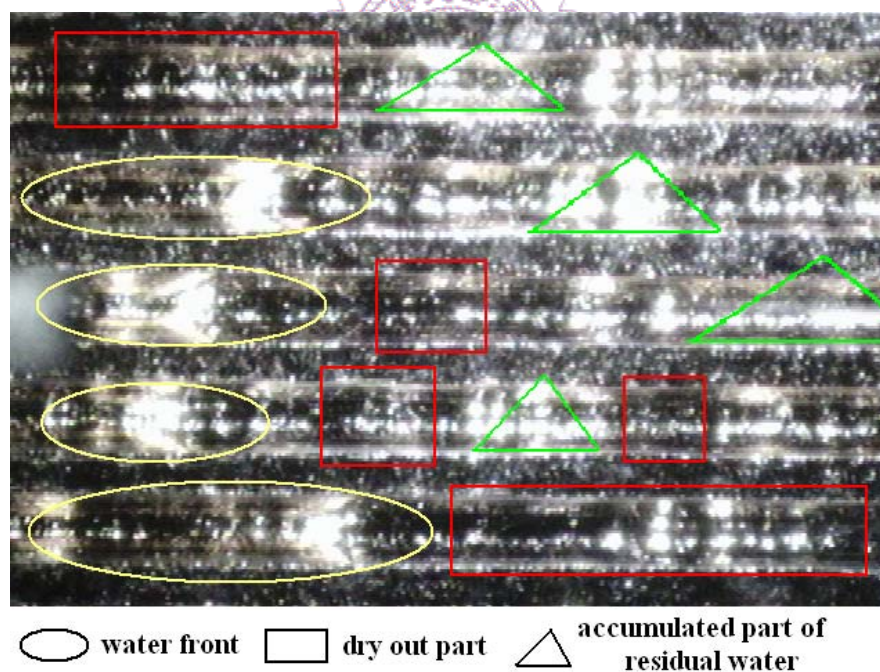 water front
dry out part
accumulated part of
residual water